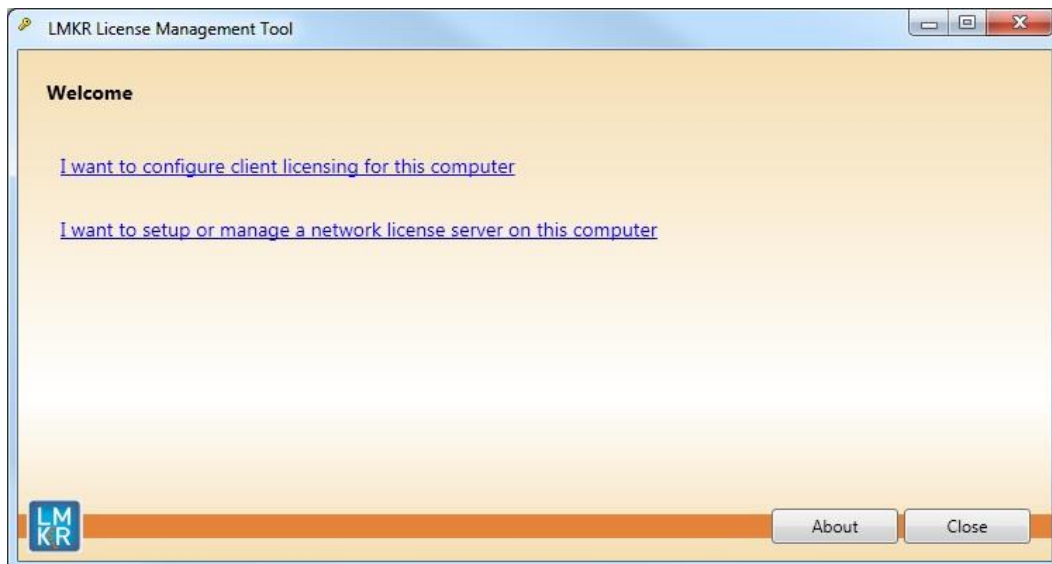 LMKR License Management Tool
Welcome
I want to configure client licensing for this computer
I want to setup or manage a network license server on this computer
LM
KR
About
Close